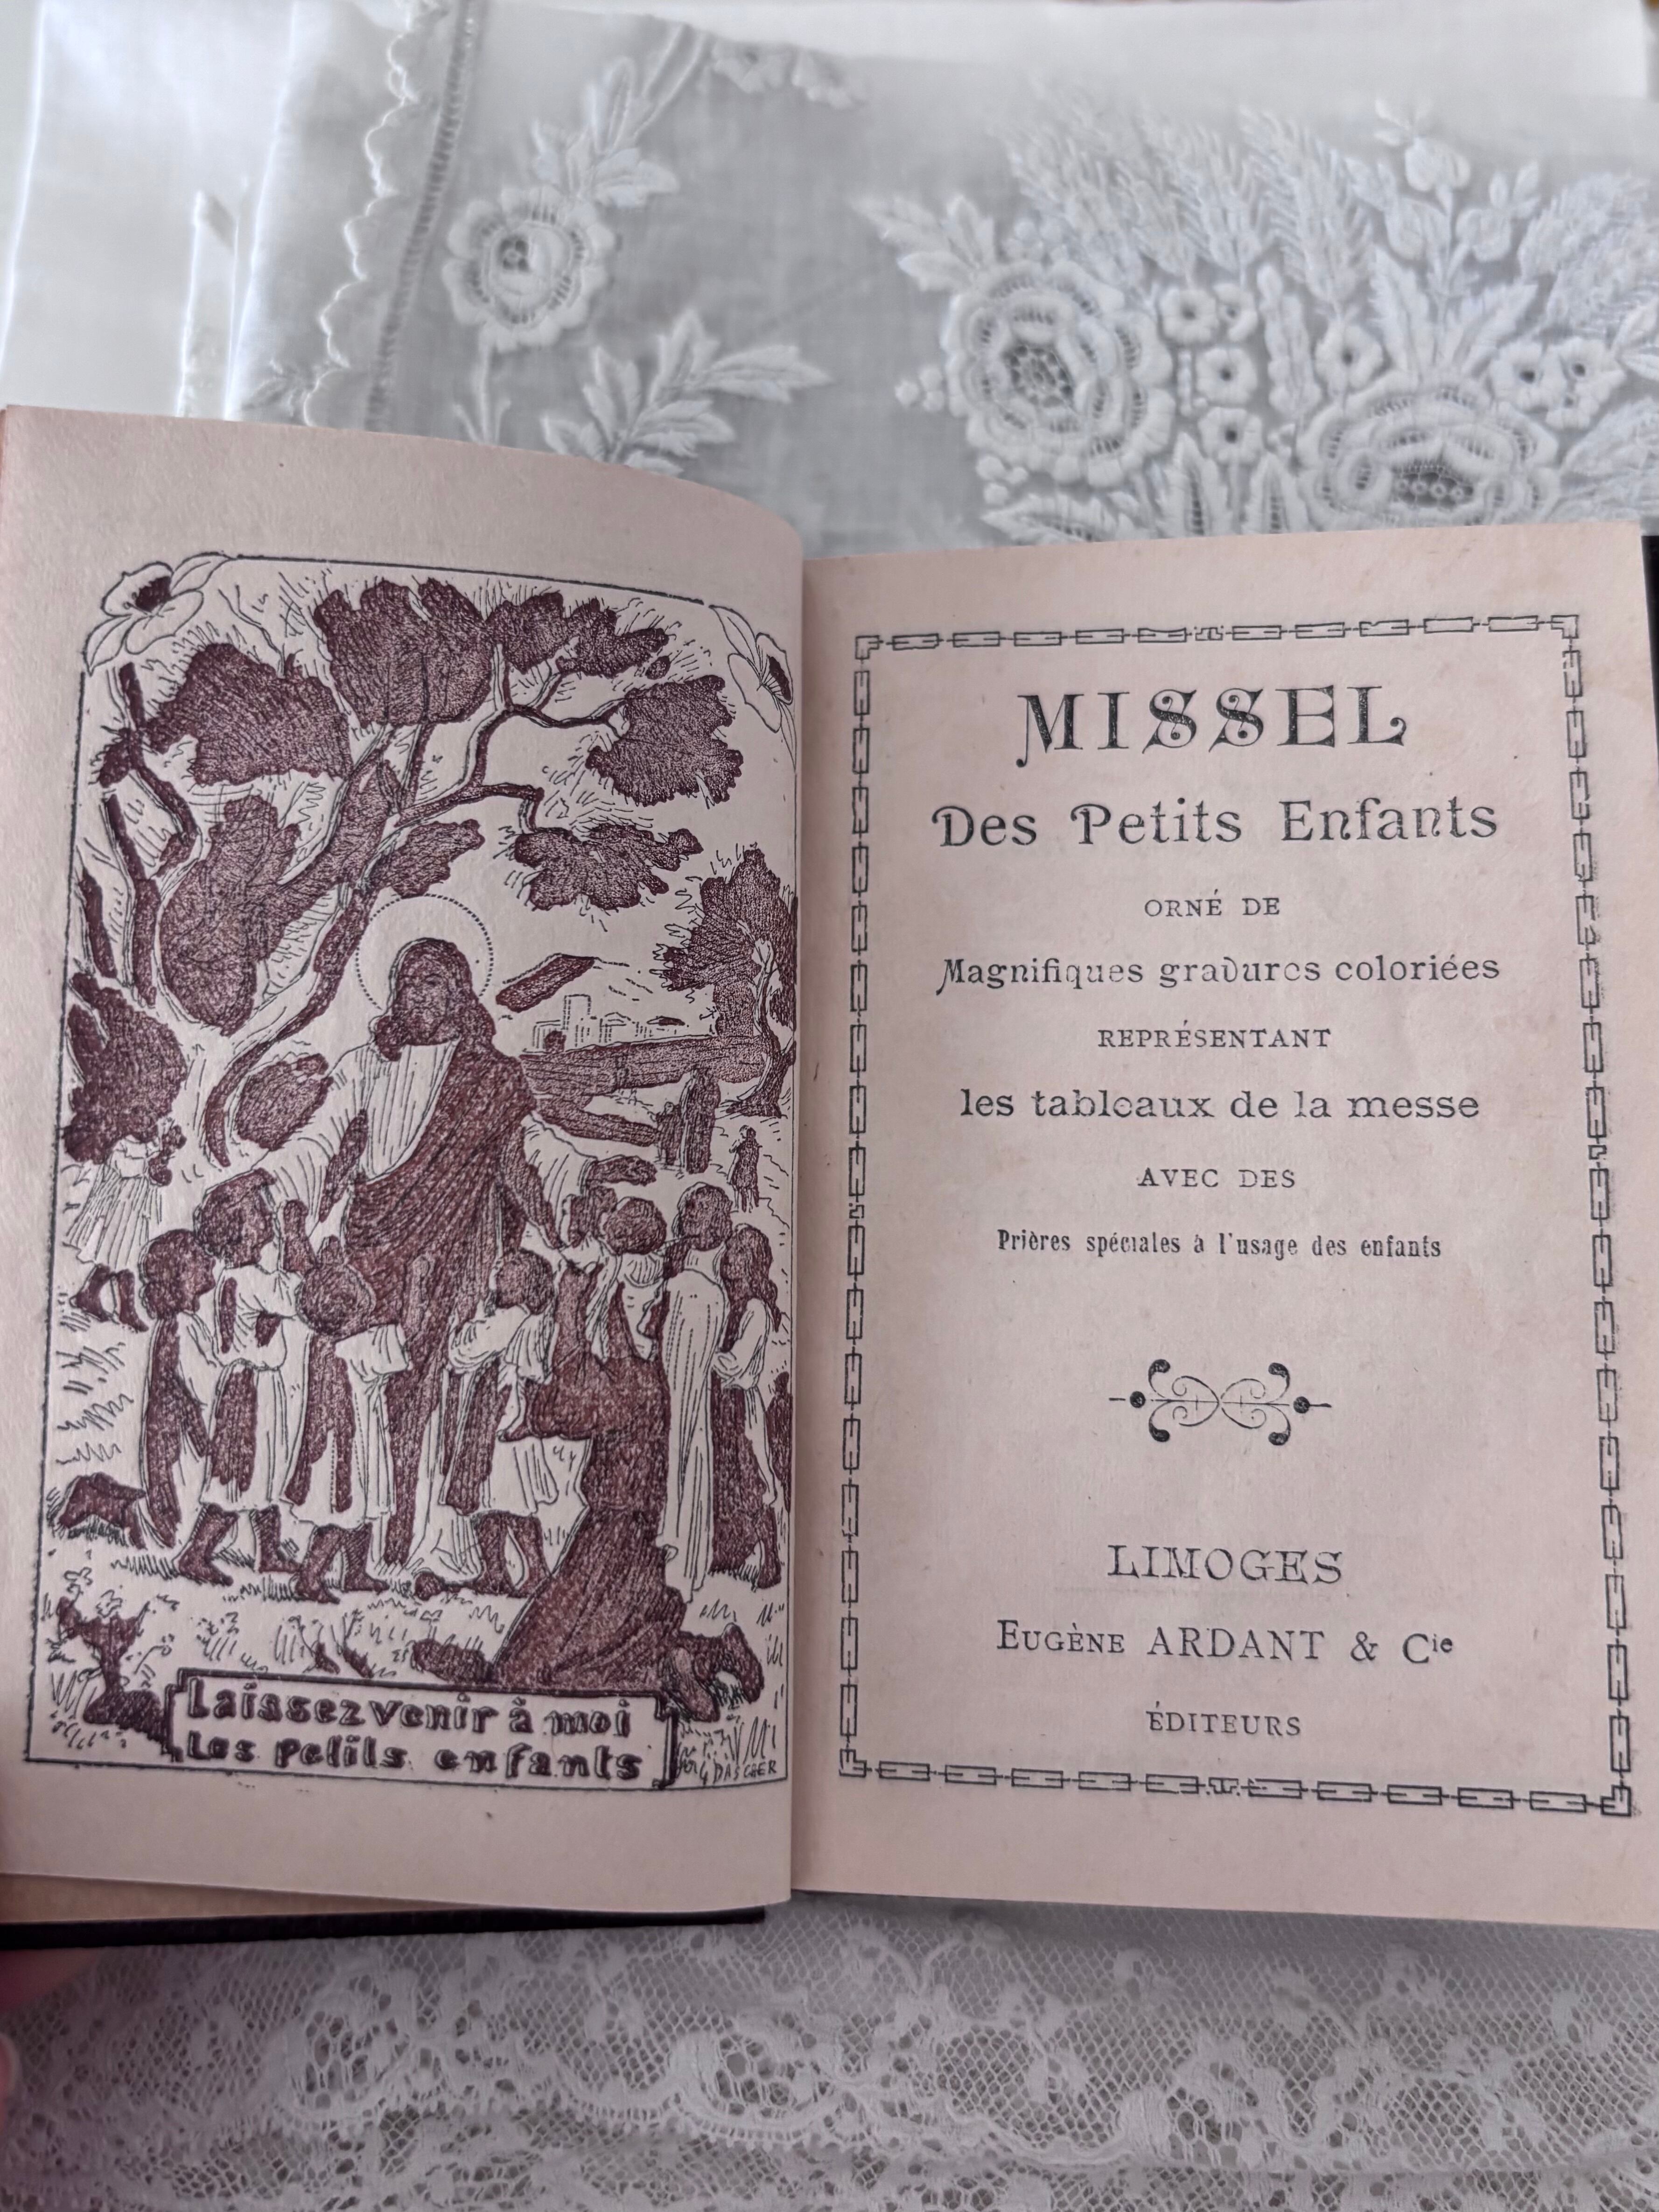 Laissez venir à moi
Les petits enfants
MISSEL
Des Petits Enfants
ORNÉ DE
Magnifiques gravures coloriées
REPRÉSENTANT
les tableaux de la messe
AVEC DES
Prières spéciales à l'usage des enfants
LIMOGES
EUGÈNE ARDANT & Cie
ÉDITEURS